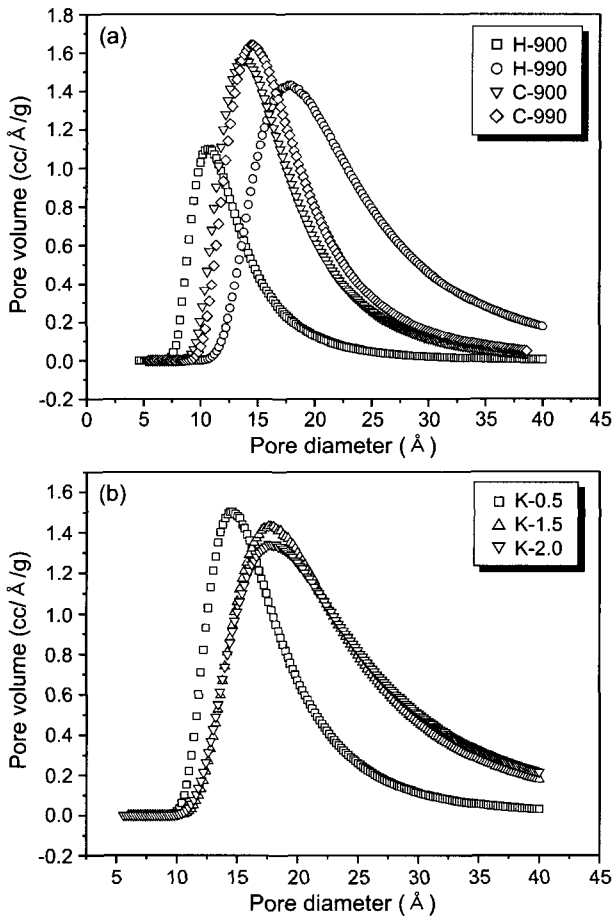 (a)
H-900
H-990
C-900
C-990
Pore volume (cc/Å/g)
1.8
1.6
1.4
1.2
1.0
0.8
0.6
0.4
0.2
0.0
-0.2
0 5 10 15 20 25 30 35 40 45
Pore diameter (Å)
(b)
K-0.5
K-1.5
K-2.0
Pore volume (cc/Å/g)
1.6
1.4
1.2
1.0
0.8
0.6
0.4
0.2
0.0
-0.2
5 10 15 20 25 30 35 40 45
Pore diameter (Å)